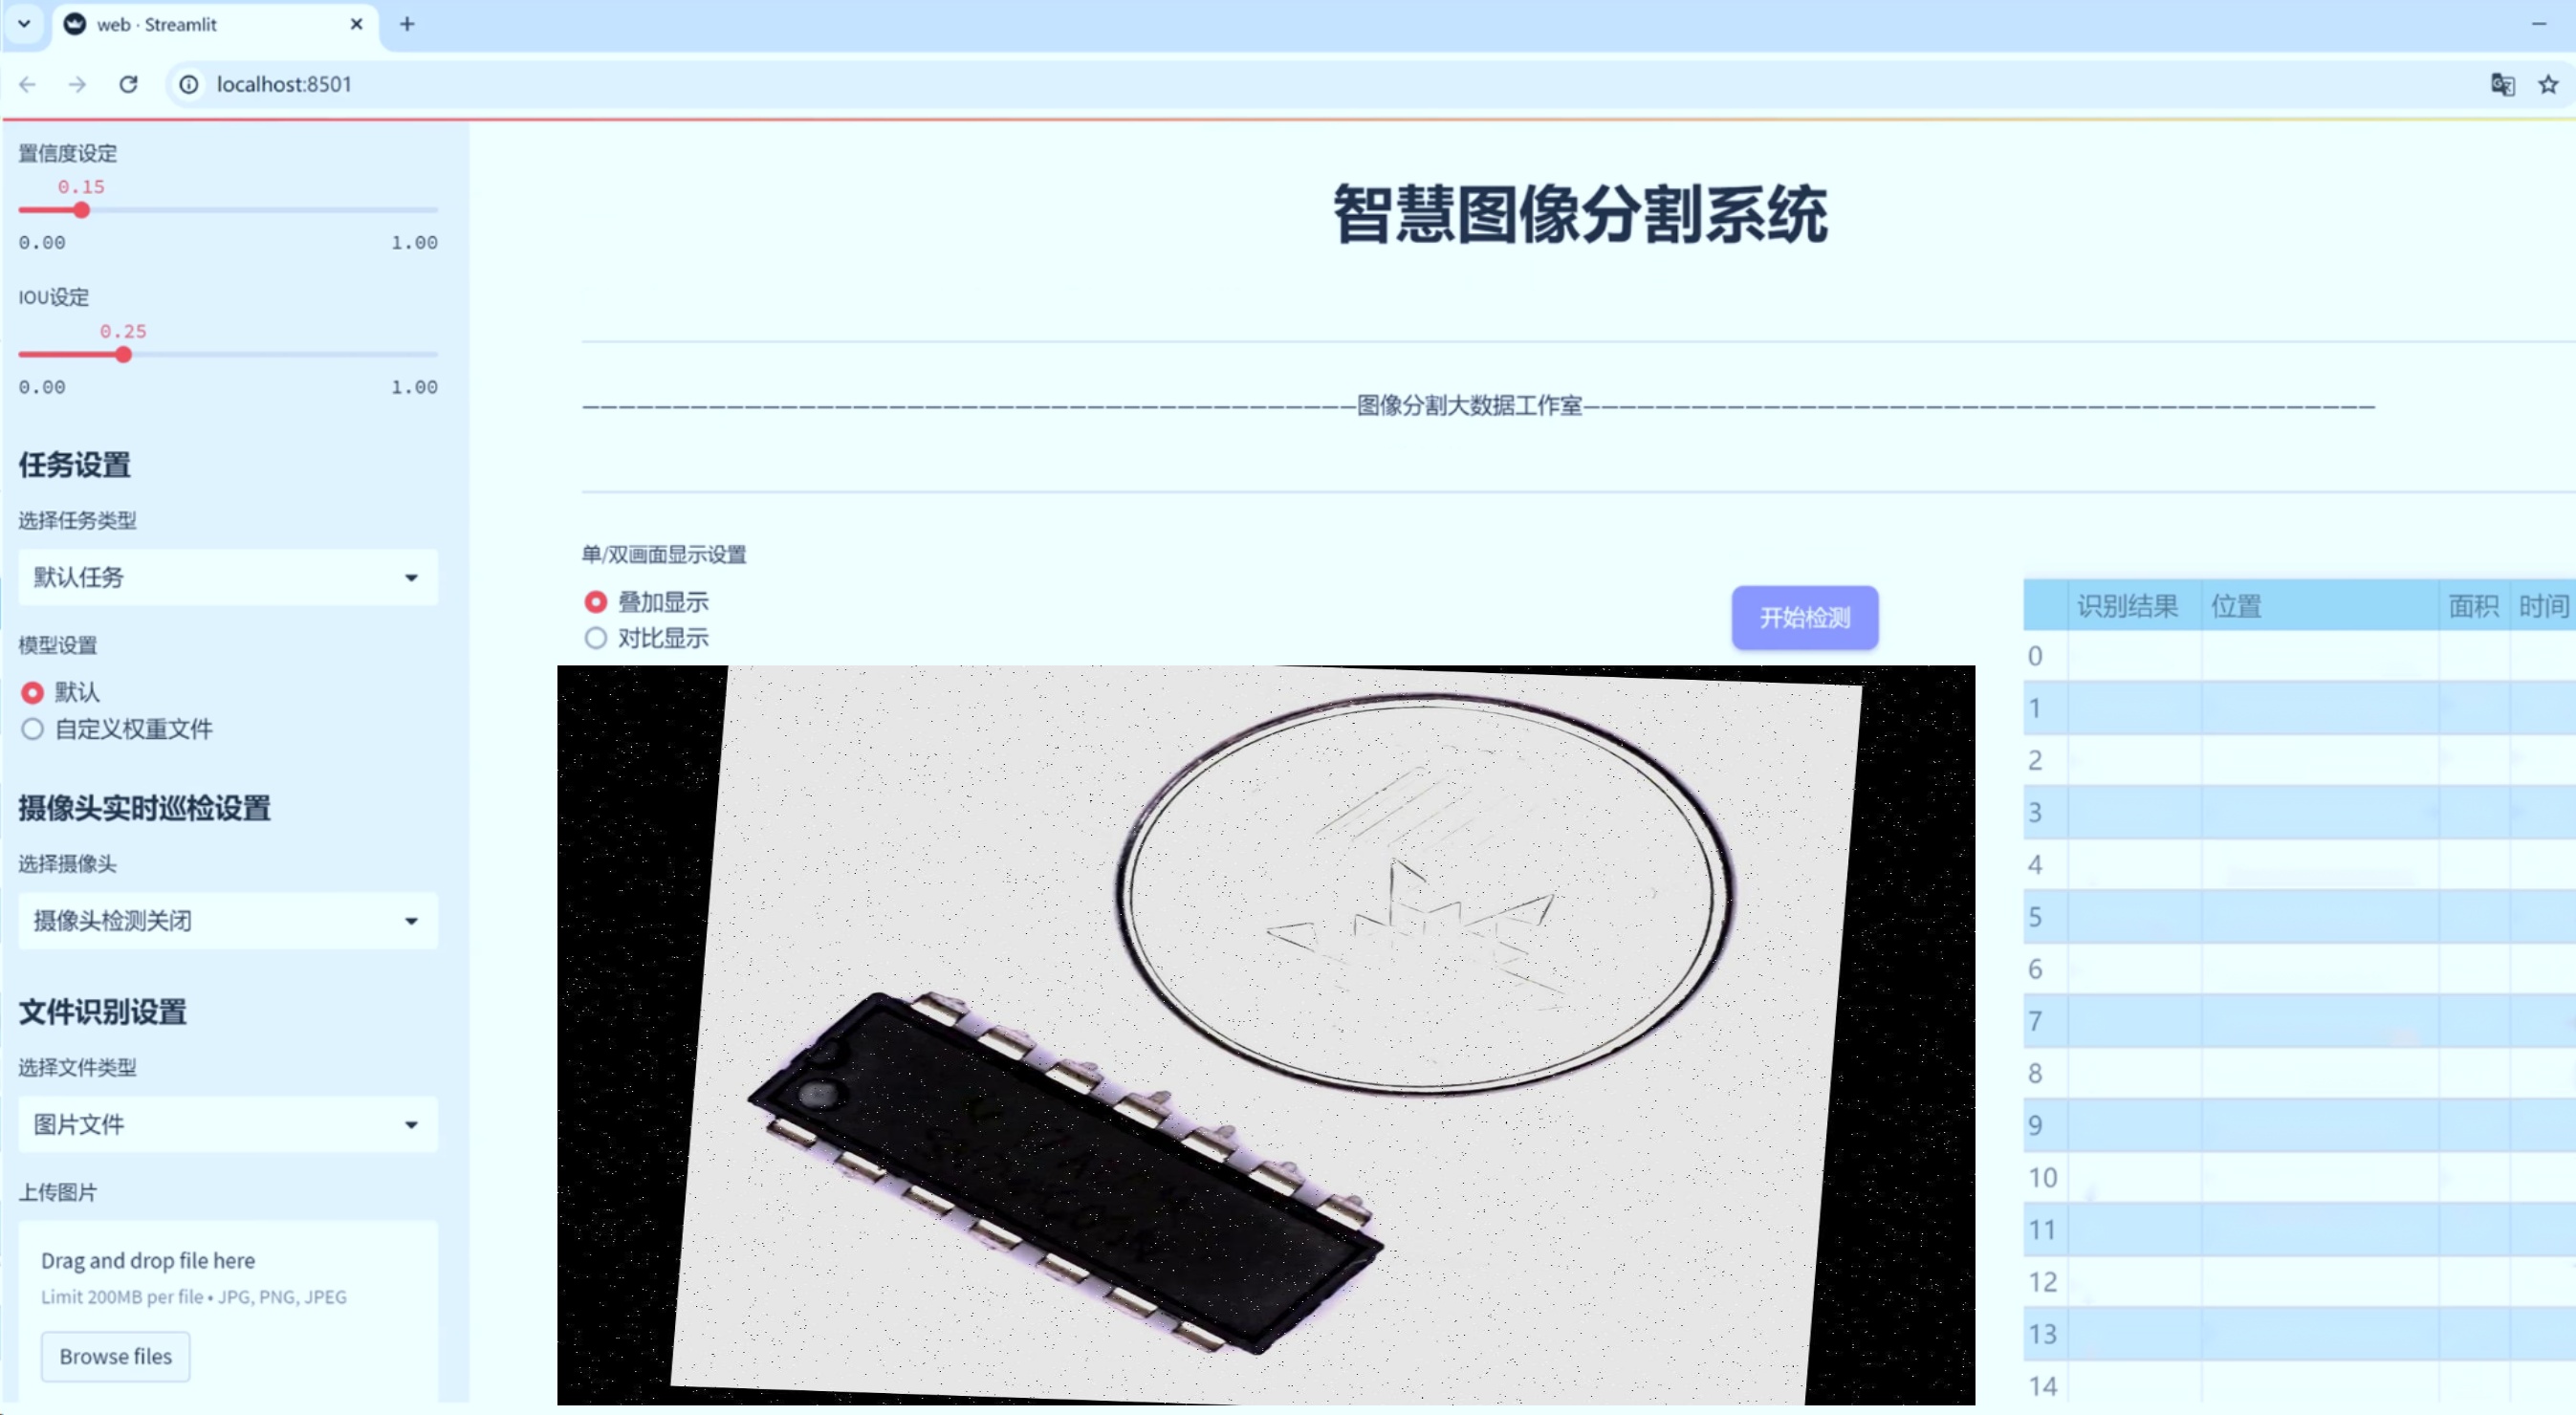 web · Streamlit
localhost:8501
置信度设定
0.15
0.00 1.00
IOU设定
0.25
0.00 1.00
任务设置
选择任务类型
默认任务
模型设置
默认
自定义权重文件
摄像头实时巡检设置
选择摄像头
摄像头检测关闭
文件识别设置
选择文件类型
图片文件
上传图片
Drag and drop file here
Limit 200MB per file • JPG, PNG, JPEG
Browse files
智慧图像分割系统
———————————————————————————————————————————图像分割大数据工作室————————————————————————————————————————————
单/双画面显示设置
叠加显示
对比显示
开始检测
识别结果 位置 面积 时间
0
1
2
3
4
5
6
7
8
9
10
11
12
13
14